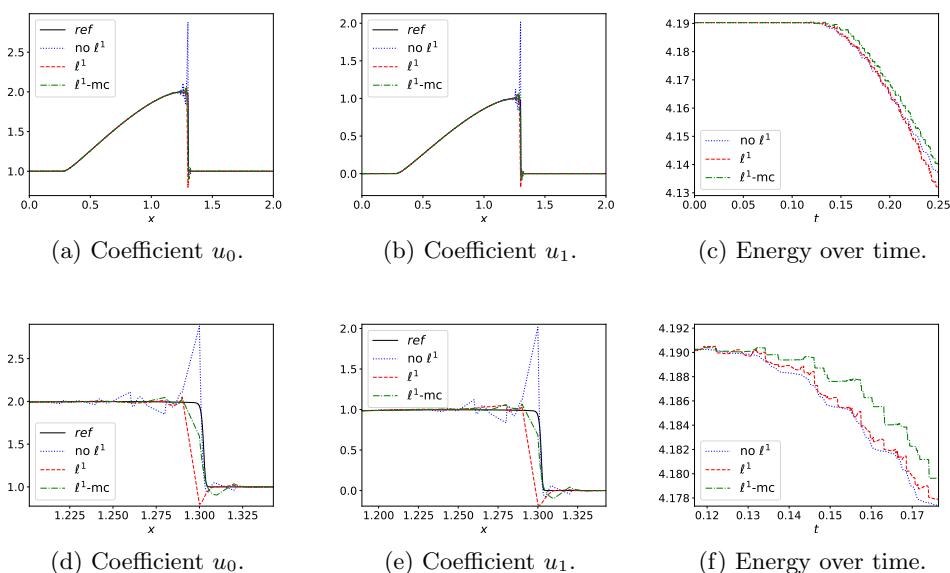 2.5
2.0
1.5
1.0
0.0 0.5 1.0 1.5 2.0
x
ref
no ℓ¹
ℓ¹
ℓ¹-mc
(a) Coefficient u₀.
2.0
1.5
1.0
0.5
0.0
0.0 0.5 1.0 1.5 2.0
x
ref
no ℓ¹
ℓ¹
ℓ¹-mc
(b) Coefficient u₁.
4.19
4.18
4.17
4.16
4.15
4.14
4.13
0.00 0.05 0.10 0.15 0.20 0.25
t
no ℓ¹
ℓ¹
ℓ¹-mc
(c) Energy over time.
2.5
2.0
1.5
1.0
1.225 1.250 1.275 1.300 1.325
x
ref
no ℓ¹
ℓ¹
ℓ¹-mc
(d) Coefficient u₀.
2.0
1.5
1.0
0.5
0.0
1.200 1.225 1.250 1.275 1.300 1.325
x
ref
no ℓ¹
ℓ¹
ℓ¹-mc
(e) Coefficient u₁.
4.192
4.190
4.188
4.186
4.184
4.182
4.180
4.178
0.12 0.13 0.14 0.15 0.16 0.17
t
no ℓ¹
ℓ¹
ℓ¹-mc
(f) Energy over time.